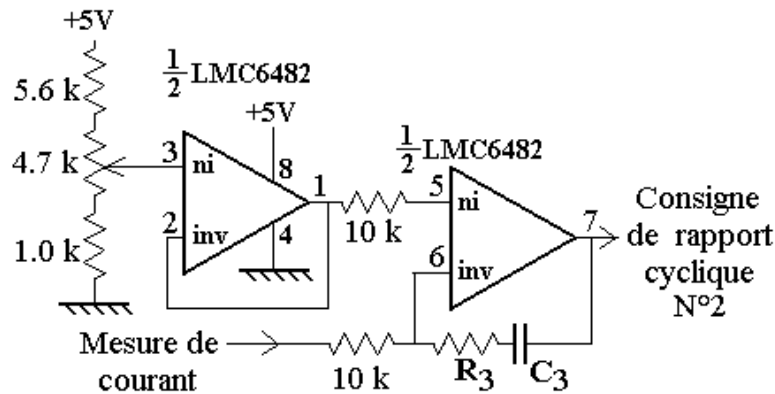 +5V
5.6 k
4.7 k
1.0 k
1/2 LMC6482
+5V
3
ni
8
1
2
inv
4
10 k
1/2 LMC6482
5
ni
7
6
inv
Consigne
de rapport
cyclique
N°2
Mesure de
courant
10 k
R3
C3